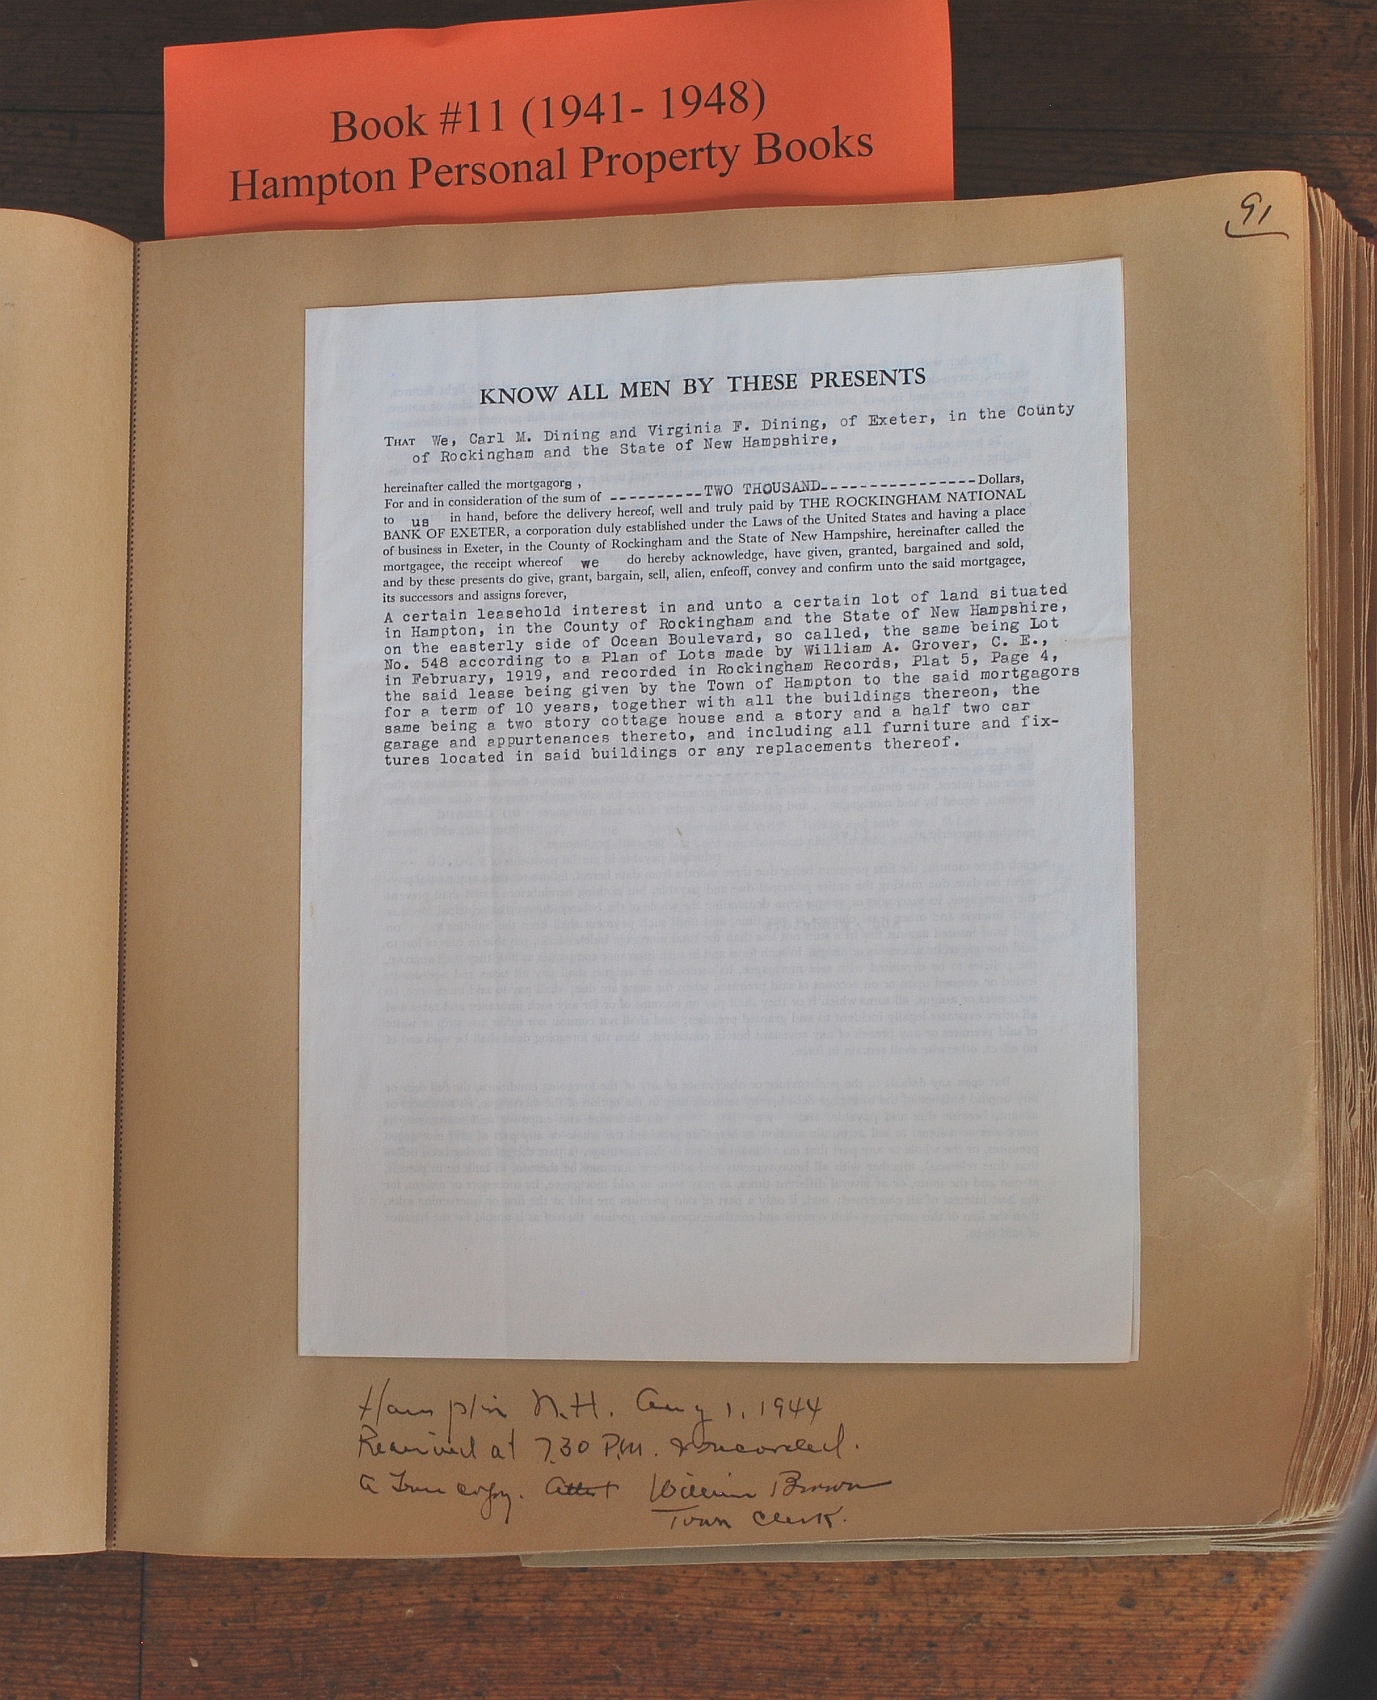 Book #11 (1941- 1948)
Hampton Personal Property Books
91
KNOW ALL MEN BY THESE PRESENTS
THAT We, Carl M. Dining and Virginia F. Dining, of Exeter, in the County
of Rockingham and the State of New Hampshire,
hereinafter called the mortgagors ,
For and in consideration of the sum of ----------TWO THOUSAND---------------- Dollars,
to us in hand, before the delivery hereof, well and truly paid by THE ROCKINGHAM NATIONAL
BANK OF EXETER, a corporation duly established under the Laws of the United States and having a place
of business in Exeter, in the County of Rockingham and the State of New Hampshire, hereinafter called the
mortgagee, the receipt whereof we do hereby acknowledge, have given, granted, bargained and sold,
and by these presents do give, grant, bargain, sell, alien, enfeoff, convey and confirm unto the said mortgagee,
its successors and assigns forever,
A certain leasehold interest in and unto a certain lot of land situated
in Hampton, in the County of Rockingham and the State of New Hampshire,
on the easterly side of Ocean Boulevard, so called, the same being Lot
No. 548 according to a Plan of Lots made by William A. Grover, C. E.,
in February, 1919, and recorded in Rockingham Records, Plat 5, Page 4,
the said lease being given by the Town of Hampton to the said mortgagors
for a term of 10 years, together with all the buildings thereon, the
same being a two story cottage house and a story and a half two car
garage and appurtenances thereto, and including all furniture and fix-
tures located in said buildings or any replacements thereof.
Hampton N.H. Aug 1, 1944
Received at 7.30 P.M. & recorded.
A True copy. Attest William Brown
Town Clerk.